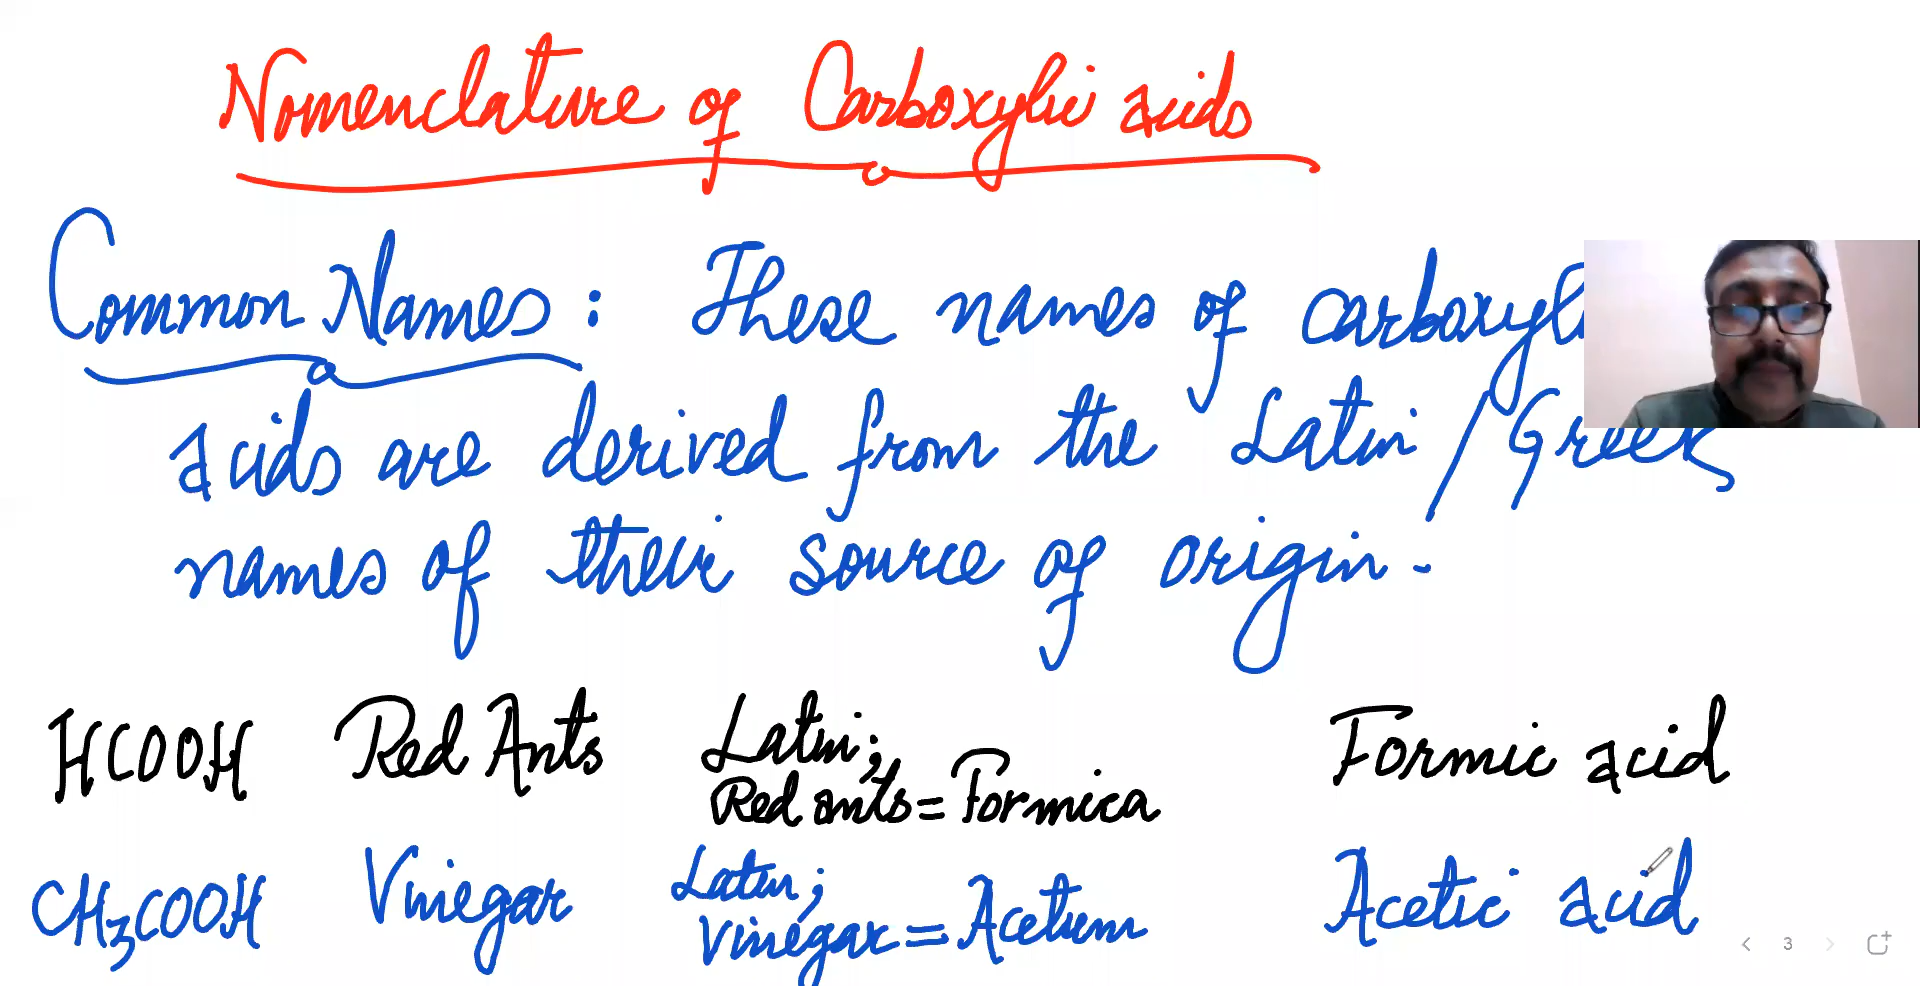 Nomenclature of Carboxylic acids
Common Names : These names of carboxyli
acids are derived from the Latin / Greek
names of their source of origin.
HCOOH Red Ants Latin; Formic acid
Red ants = Formica
CH3COOH Vinegar Latin; Acetic acid
Vinegar = Acetum
3